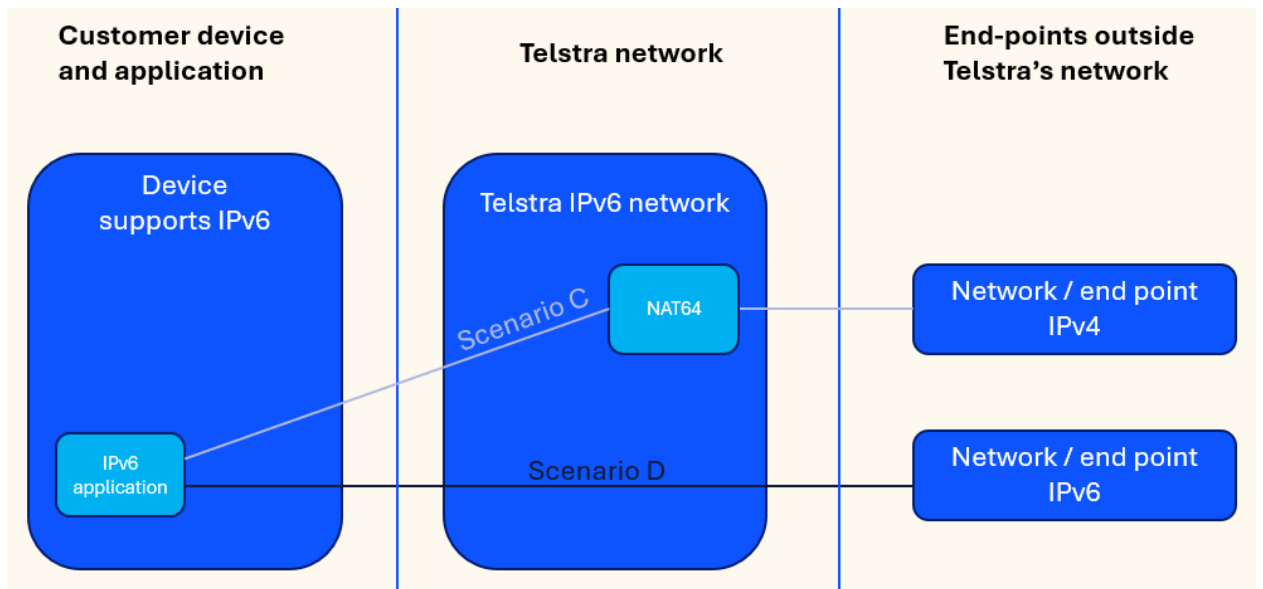 Customer device
and application
Telstra network
End-points outside
Telstra’s network
Device
supports IPv6
Telstra IPv6 network
Scenario C
NAT64
Network / end point
IPv4
IPv6
application
Scenario D
Network / end point
IPv6